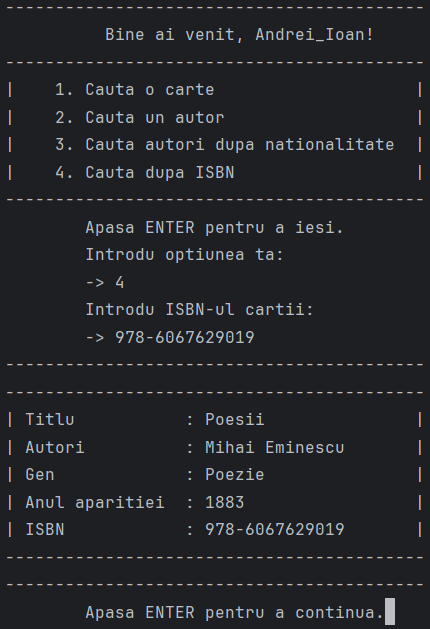 ------------------------------------------
Bine ai venit, Andrei_Ioan!
------------------------------------------
|    1. Cauta o carte                    |
|    2. Cauta un autor                   |
|    3. Cauta autori dupa nationalitate  |
|    4. Cauta dupa ISBN                  |
------------------------------------------
Apasa ENTER pentru a iesi.
Introdu optiunea ta:
-> 4
Introdu ISBN-ul cartii:
-> 978-6067629019
------------------------------------------
------------------------------------------
| Titlu           : Poesii               |
| Autori          : Mihai Eminescu       |
| Gen             : Poezie               |
| Anul aparitiei  : 1883                 |
| ISBN            : 978-6067629019       |
------------------------------------------
------------------------------------------
Apasa ENTER pentru a continua.